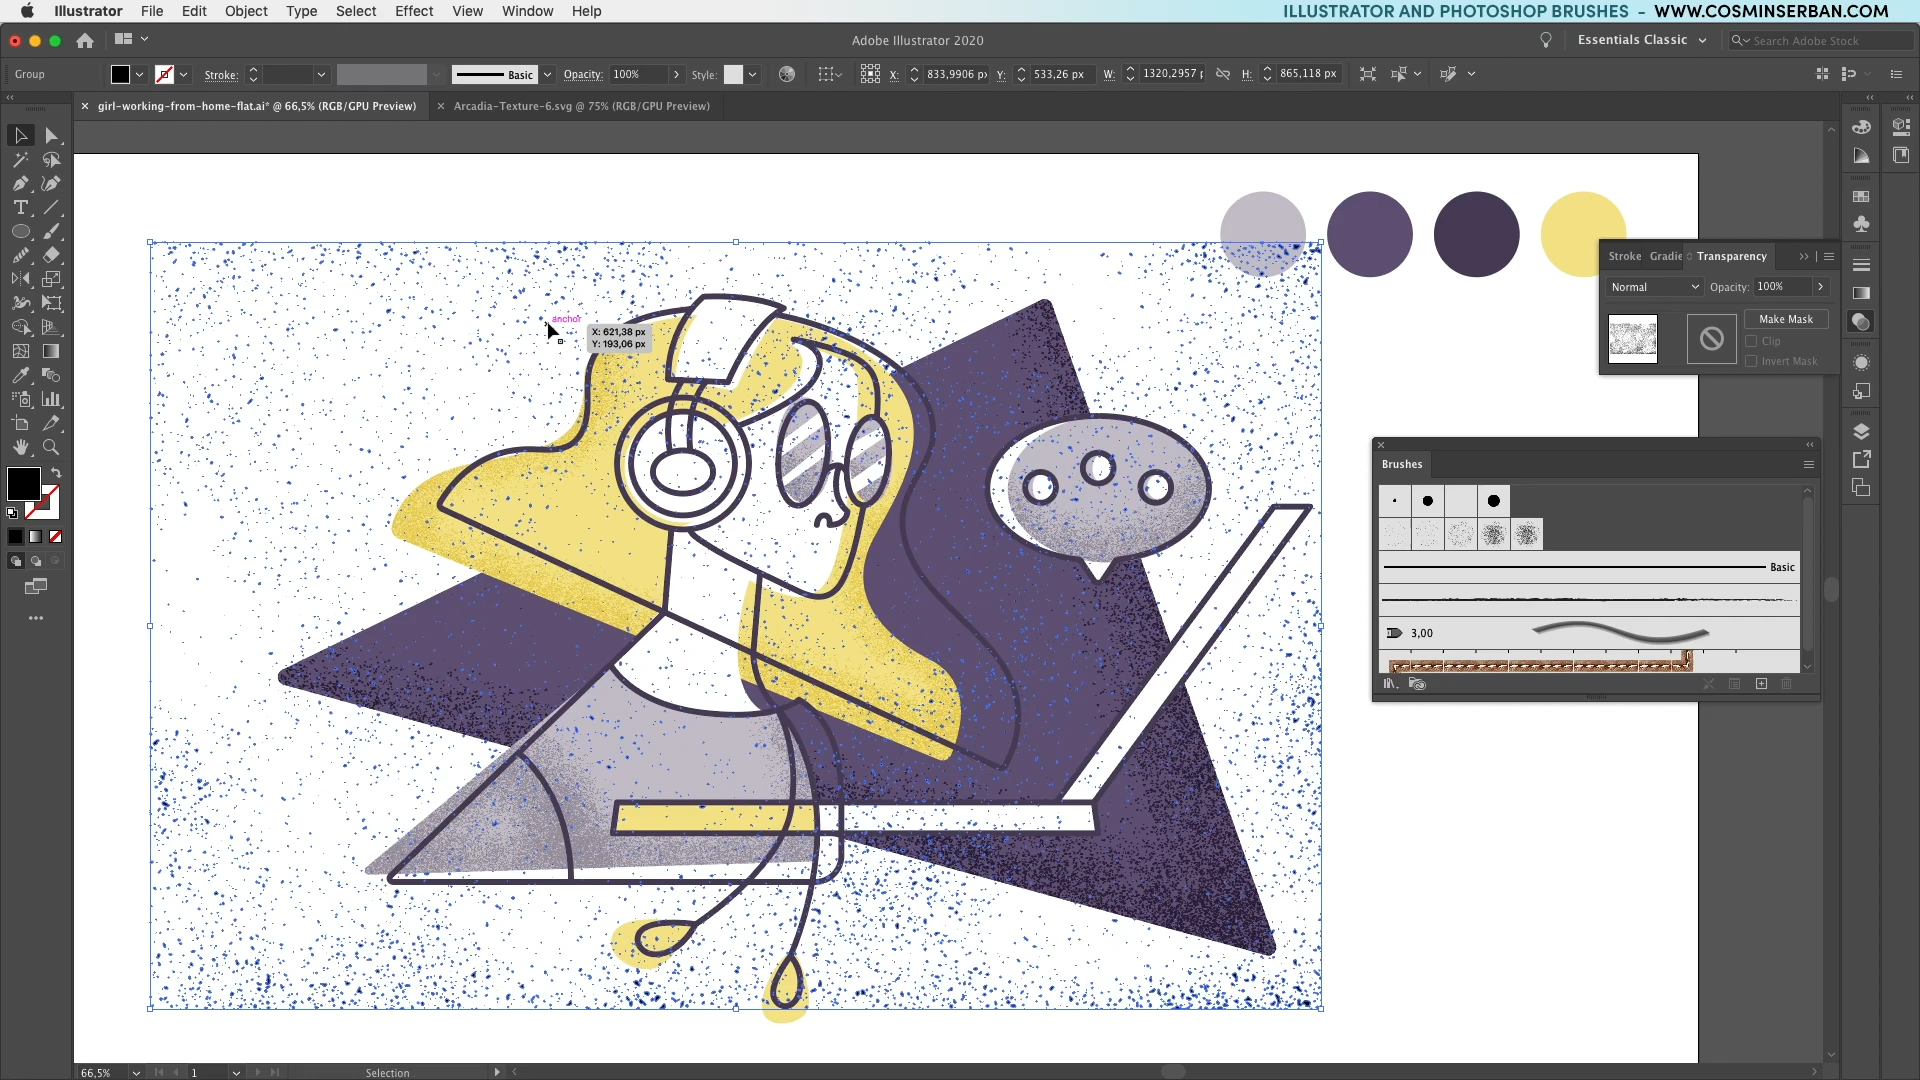 Illustrator File Edit Object Type Select Effect View Window Help
ILLUSTRATOR AND PHOTOSHOP BRUSHES - WWW.COSMINSERBAN.COM
Adobe Illustrator 2020
Essentials Classic
Search Adobe Stock
Group
Stroke:
Basic
Opacity: 100%
Style:
X: 833,9906 px
Y: 533,26 px
W: 1320,2957 p
H: 865,118 px
girl-working-from-home-flat.ai* @ 66,5% (RGB/GPU Preview)
Arcadia-Texture-6.svg @ 75% (RGB/GPU Preview)
anchor
X: 621,38 px
Y: 193,06 px
Stroke Gradie Transparency
Normal
Opacity: 100%
Make Mask
Clip
Invert Mask
Brushes
Basic
3,00
66,5%
1
Selection